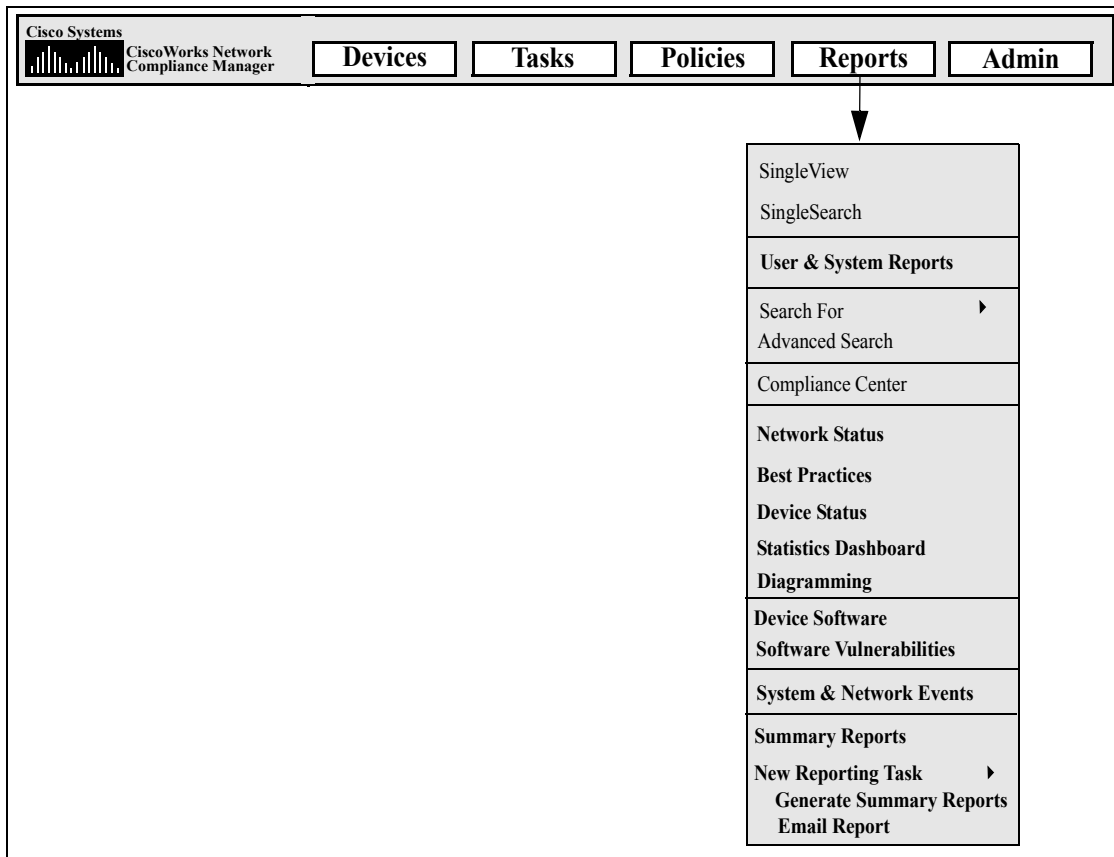 Cisco Systems
CiscoWorks Network
Compliance Manager
Devices
Tasks
Policies
Reports
Admin
SingleView
SingleSearch
User & System Reports
Search For
Advanced Search
Compliance Center
Network Status
Best Practices
Device Status
Statistics Dashboard
Diagramming
Device Software
Software Vulnerabilities
System & Network Events
Summary Reports
New Reporting Task
Generate Summary Reports
Email Report